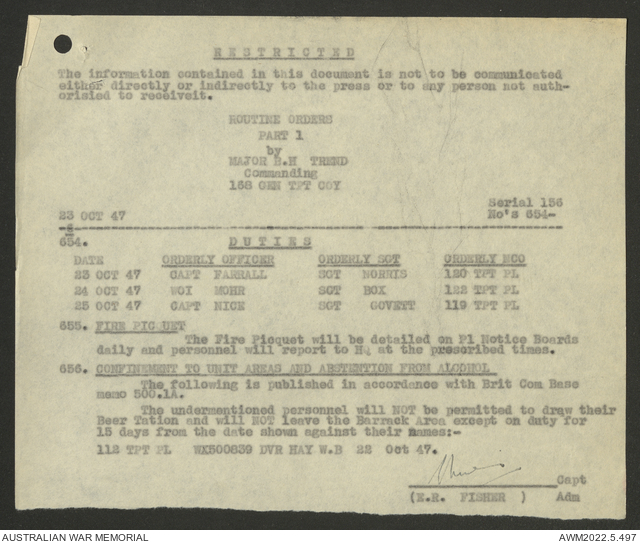 RESTRICTED
The information contained in this document is not to be communicated
either directly or indirectly to the press or to any person not auth-
orisied to receiveit.
ROUTINE ORDERS
PART 1
by
MAJOR B.H TREND
Commanding
168 GEN TPT COY
Serial 156
23 OCT 47 No's 654-
654. DUTIES
DATE ORDERLY OFFICER ORDERLY SGT ORDERLY NCO
23 OCT 47 CAPT FARRALL SGT NORRIS 120 TPT PL
24 OCT 47 WOI MOHR SGT BOX 122 TPT PL
25 OCT 47 CAPT NICK SGT GOVETT 119 TPT PL
655. FIRE PICQUET
The Fire Picquet will be detailed on Pl Notice Boards
daily and personnel will report to HQ at the prescribed times.
656. CONFINEMENT TO UNIT AREAS AND ABSTENTION FROM ALCOHOL
The following is published in accordance with Brit Com Base
memo 500.1A.
The undermentioned personnel will NOT be permitted to draw their
Beer Tation and will NOT leave the Barrack Area except on duty for
15 days from the date shown against their names:-
112 TPT PL WX500839 DVR HAY W.B 22 Oct 47.
Capt
(E.R. FISHER ) Adm
AUSTRALIAN WAR MEMORIAL AWM2022.5.497